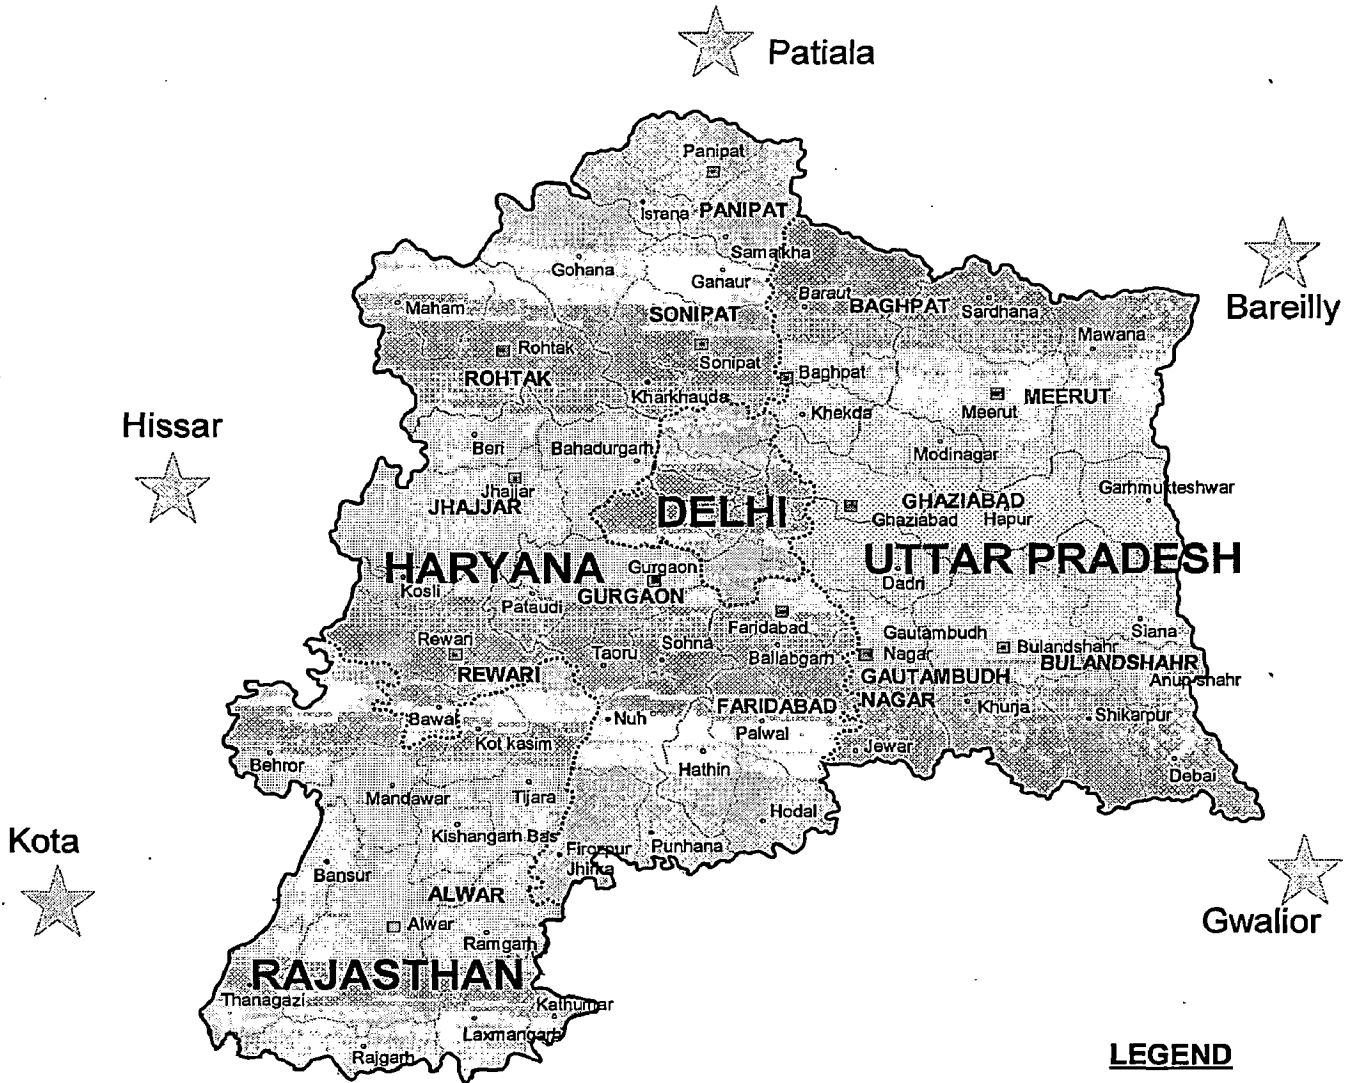 Patiala
Panipat
Israna PANIPAT
Samalkha
Gohana
Ganaur
Bareilly
Baraut BAGHPAT Sardhana
Maham
SONIPAT
Mawana
Rohtak
Sonipat
Baghpat
ROHTAK
MEERUT
Kharkhauda
Khekda
Meerut
Hissar
Beri Bahadurgarh
Modinagar
Jhajjar
Garhmukteshwar
JHAJJAR
DELHI
GHAZIABAD
Ghaziabad Hapur
HARYANA
UTTAR PRADESH
Gurgaon
Dadri
Kosli
Pataudi
GURGAON
Faridabad
Siana
Rewari
Sohna
Gautambudh
Nagar
Bulandshahr
Taoru
Ballabgarh
BULANDSHAHR
REWARI
GAUTAMBUDH
NAGAR
Anupshahr
FARIDABAD
Khurja
Shikarpur
Bawal
Nuh
Palwal
Kot kasim
Jewar
Behror
Hathin
Debai
Mandawar
Tijara
Hodal
Kishangarh Bas
Kota
Firozpur
Jhirka
Punhana
Bansur
ALWAR
Gwalior
Alwar
Ramgarh
RAJASTHAN
Thanagazi
Kathumar
Laxmangarh
Rajgarh
LEGEND